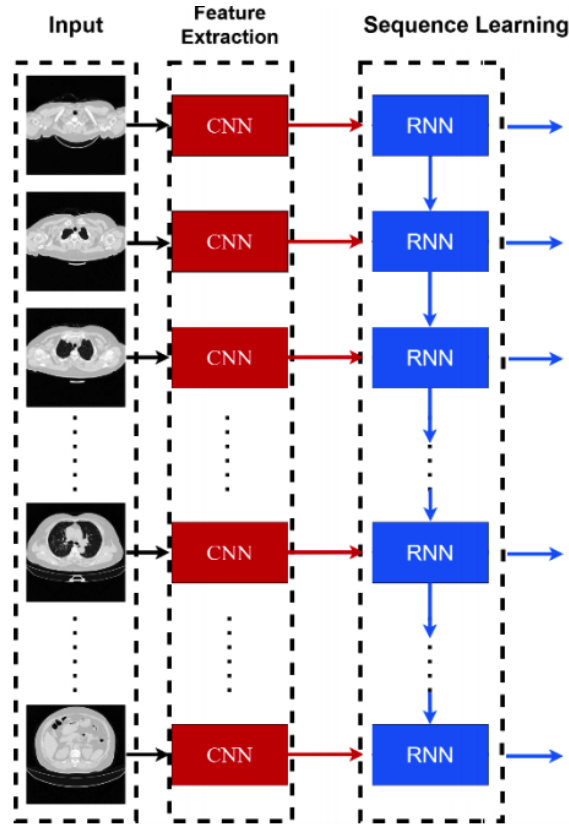 Input
Feature
Extraction
Sequence Learning
CNN
RNN
CNN
RNN
CNN
RNN
CNN
RNN
CNN
RNN